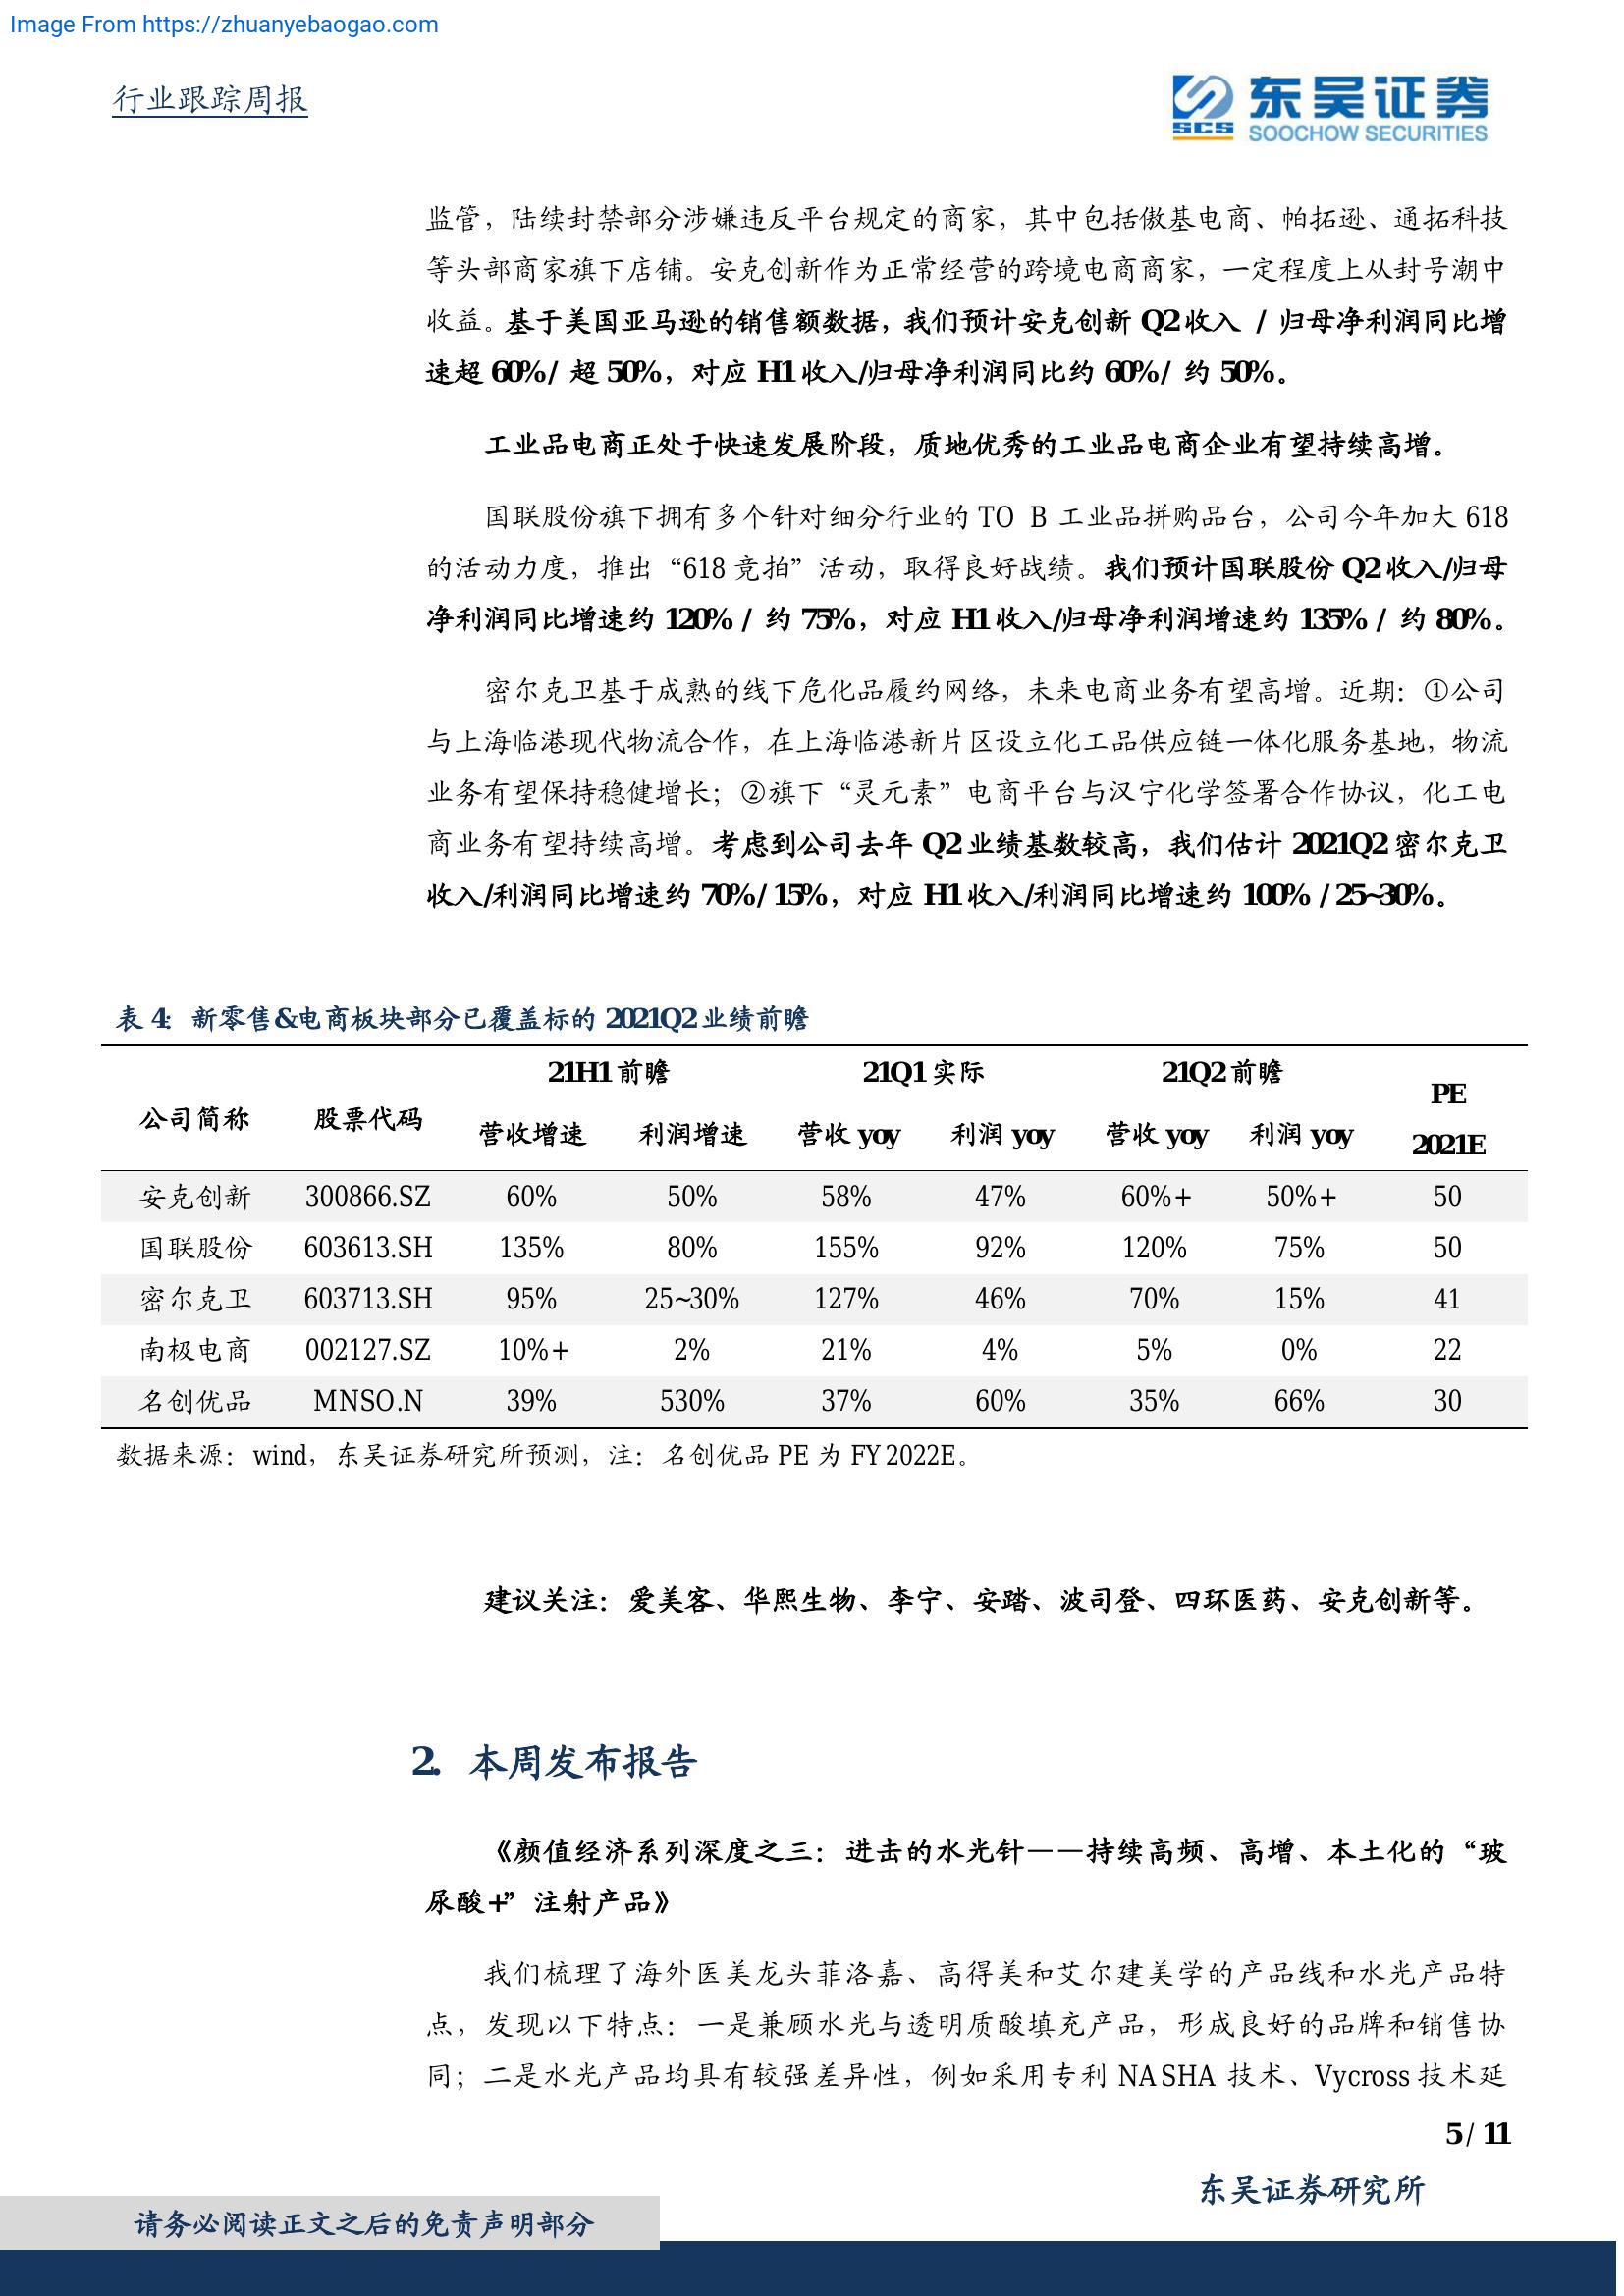 Image From https://zhuanyebaogao.com
行业跟踪周报
SCS 东吴证券
SOOCHOW SECURITIES
监管，陆续封禁部分涉嫌违反平台规定的商家，其中包括傲基电商、帕拓逊、通拓科技
等头部商家旗下店铺。安克创新作为正常经营的跨境电商商家，一定程度上从封号潮中
收益。基于美国亚马逊的销售额数据，我们预计安克创新 Q2 收入 / 归母净利润同比增
速超 60% / 超 50%，对应 H1 收入/归母净利润同比约 60% / 约 50%。
工业品电商正处于快速发展阶段，质地优秀的工业品电商企业有望持续高增。
国联股份旗下拥有多个针对细分行业的 TO B 工业品拼购品台，公司今年加大 618
的活动力度，推出“618 竞拍”活动，取得良好战绩。我们预计国联股份 Q2 收入/归母
净利润同比增速约 120% / 约 75%，对应 H1 收入/归母净利润增速约 135% / 约 80%。
密尔克卫基于成熟的线下危化品履约网络，未来电商业务有望高增。近期：①公司
与上海临港现代物流合作，在上海临港新片区设立化工品供应链一体化服务基地，物流
业务有望保持稳健增长；②旗下“灵元素”电商平台与汉宁化学签署合作协议，化工电
商业务有望持续高增。考虑到公司去年 Q2 业绩基数较高，我们估计 2021Q2 密尔克卫
收入/利润同比增速约 70% / 15%，对应 H1 收入/利润同比增速约 100% / 25~30%。
表 4：新零售&电商板块部分已覆盖标的 2021Q2 业绩前瞻
21H1 前瞻 21Q1 实际 21Q2 前瞻
公司简称 股票代码 营收增速 利润增速 营收 yoy 利润 yoy 营收 yoy 利润 yoy PE
2021E
安克创新 300866.SZ 60% 50% 58% 47% 60%+ 50%+ 50
国联股份 603613.SH 135% 80% 155% 92% 120% 75% 50
密尔克卫 603713.SH 95% 25~30% 127% 46% 70% 15% 41
南极电商 002127.SZ 10%+ 2% 21% 4% 5% 0% 22
名创优品 MNSO.N 39% 530% 37% 60% 35% 66% 30
数据来源：wind，东吴证券研究所预测，注：名创优品 PE 为 FY2022E。
建议关注：爱美客、华熙生物、李宁、安踏、波司登、四环医药、安克创新等。
2. 本周发布报告
《颜值经济系列深度之三：进击的水光针——持续高频、高增、本土化的“玻
尿酸+”注射产品》
我们梳理了海外医美龙头菲洛嘉、高得美和艾尔建美学的产品线和水光产品特
点，发现以下特点：一是兼顾水光与透明质酸填充产品，形成良好的品牌和销售协
同；二是水光产品均具有较强差异性，例如采用专利 NASHA 技术、Vycross 技术延
5 / 11
东吴证券研究所
请务必阅读正文之后的免责声明部分